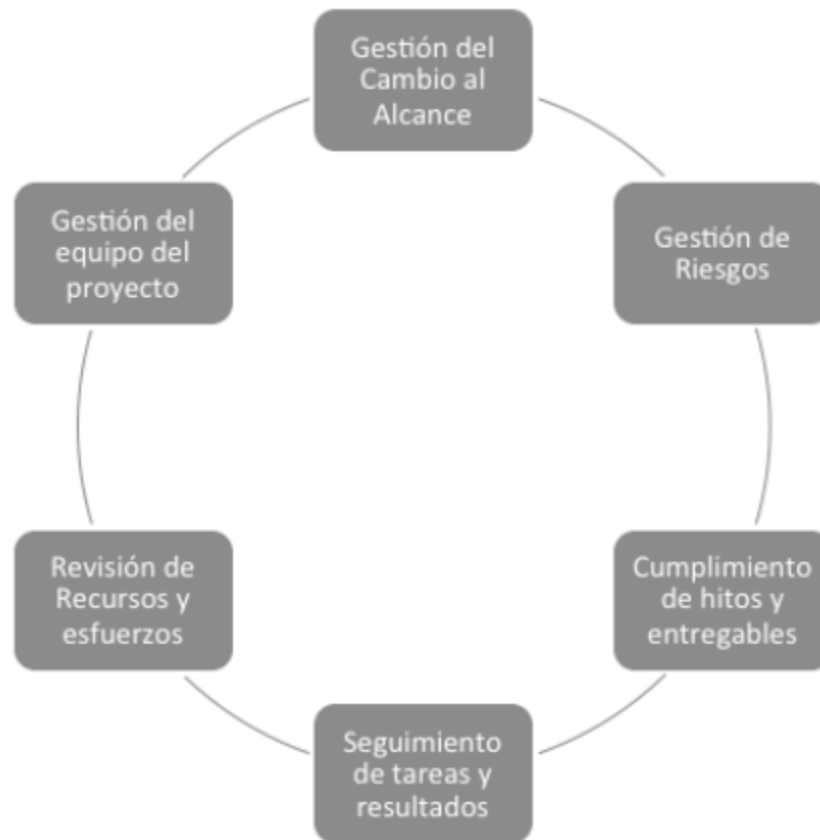 Gestión del
Cambio al
Alcance
Gestión de
Riesgos
Cumplimiento
de hitos y
entregables
Seguimiento
de tareas y
resultados
Revisión de
Recursos y
esfuerzos
Gestión del
equipo del
proyecto